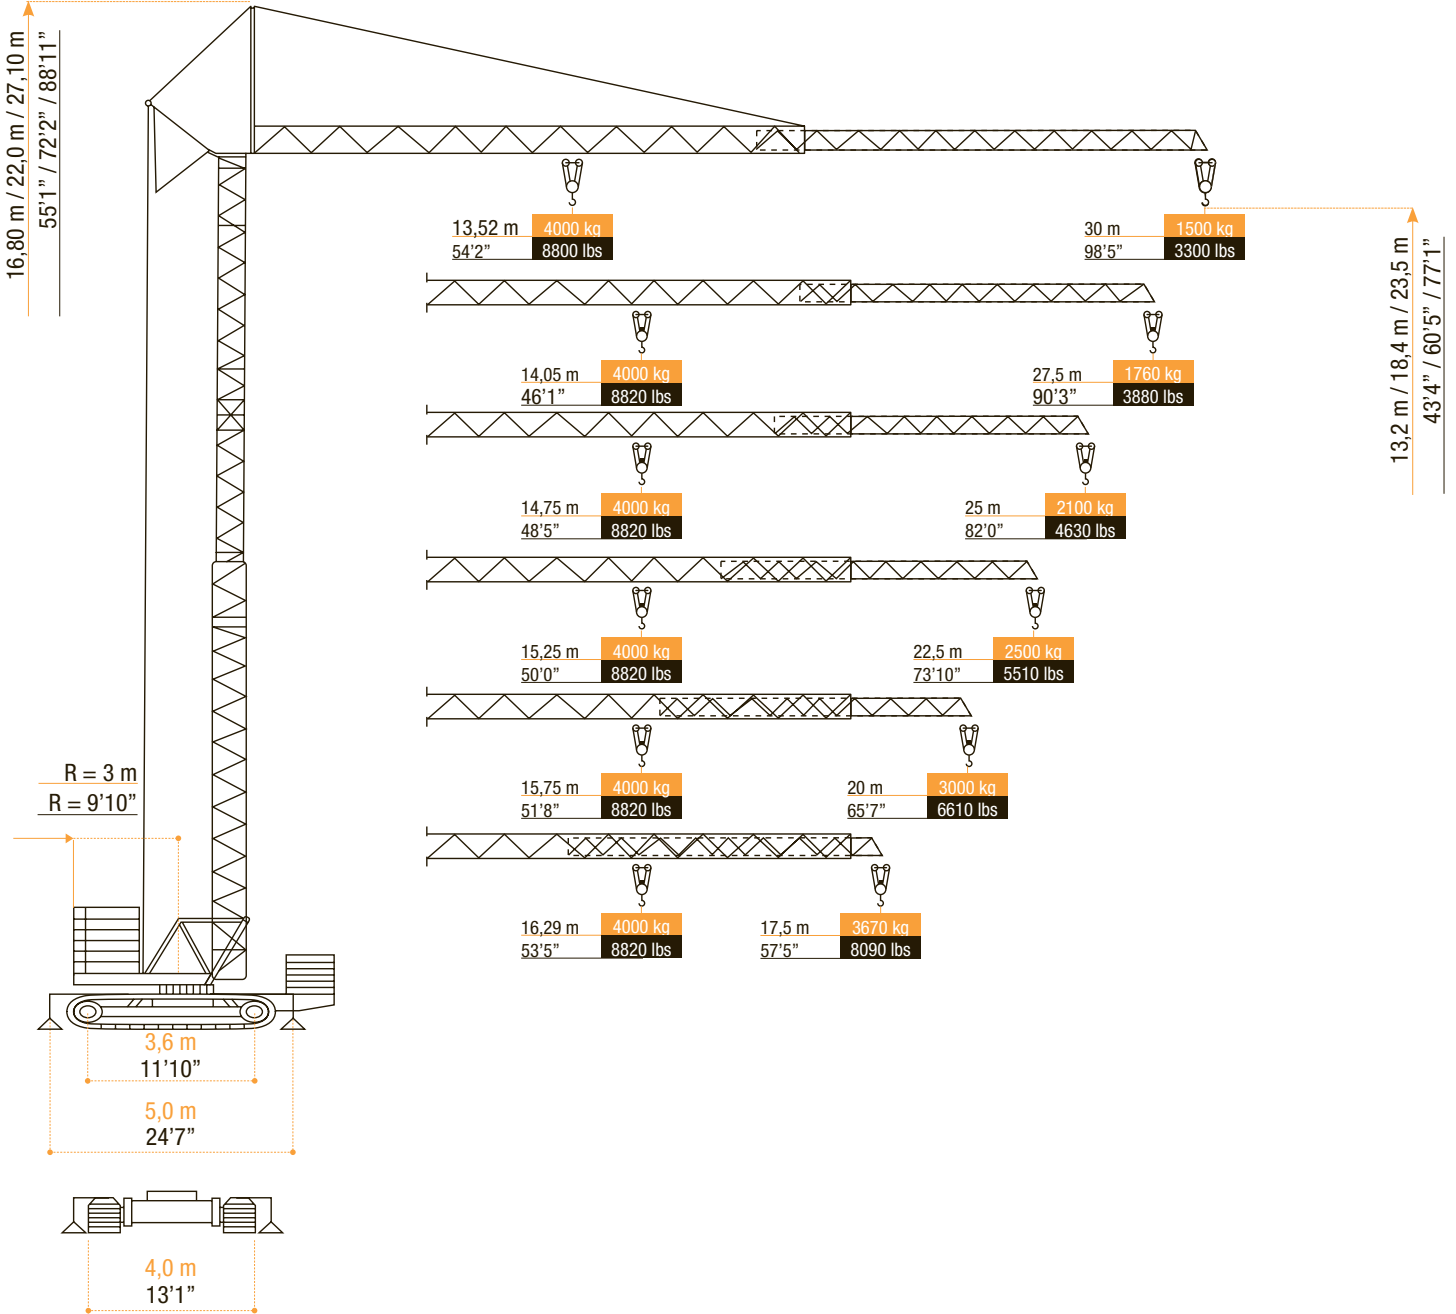 16,80 m / 22,0 m / 27,10 m
55'1" / 72'2" / 88'11"
13,52 m
4000 kg
54'2"
8800 lbs
30 m
1500 kg
98'5"
3300 lbs
13,2 m / 18,4 m / 23,5 m
43'4" / 60'5" / 77'1"
14,05 m
4000 kg
46'1"
8820 lbs
27,5 m
1760 kg
90'3"
3880 lbs
14,75 m
4000 kg
48'5"
8820 lbs
25 m
2100 kg
82'0"
4630 lbs
15,25 m
4000 kg
50'0"
8820 lbs
22,5 m
2500 kg
73'10"
5510 lbs
R = 3 m
R = 9'10"
15,75 m
4000 kg
51'8"
8820 lbs
20 m
3000 kg
65'7"
6610 lbs
16,29 m
4000 kg
53'5"
8820 lbs
17,5 m
3670 kg
57'5"
8090 lbs
3,6 m
11'10"
5,0 m
24'7"
4,0 m
13'1"